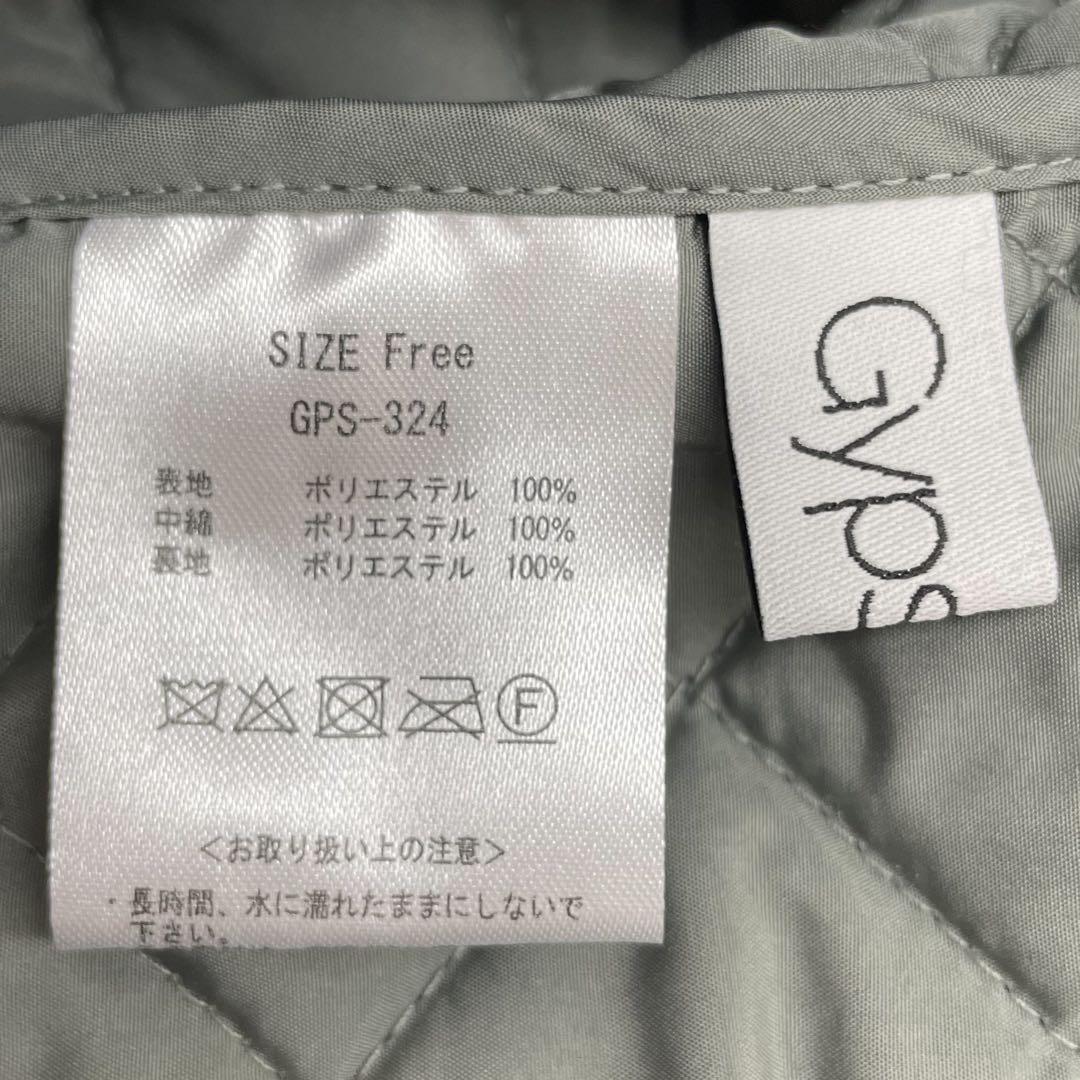 SIZE Free
GPS-324
表地 ポリエステル 100%
中綿 ポリエステル 100%
裏地 ポリエステル 100%
F
<お取り扱い上の注意>
・長時間、水に濡れたままにしないで
下さい。
Gyps